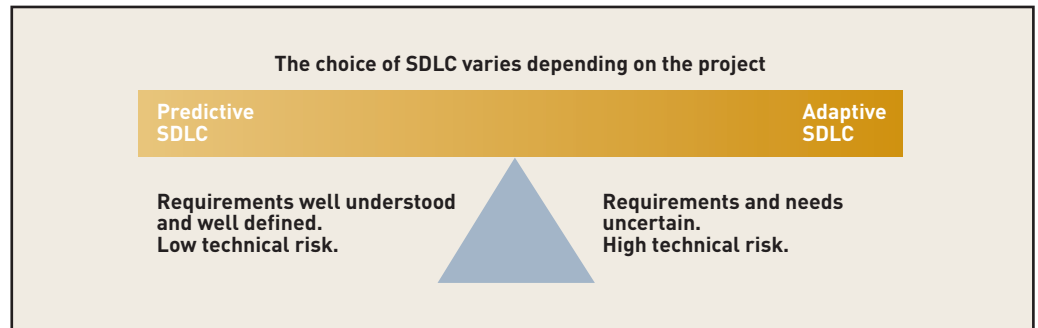 The choice of SDLC varies depending on the project
Predictive
SDLC
Adaptive
SDLC
Requirements well understood
and well defined.
Low technical risk.
Requirements and needs
uncertain.
High technical risk.